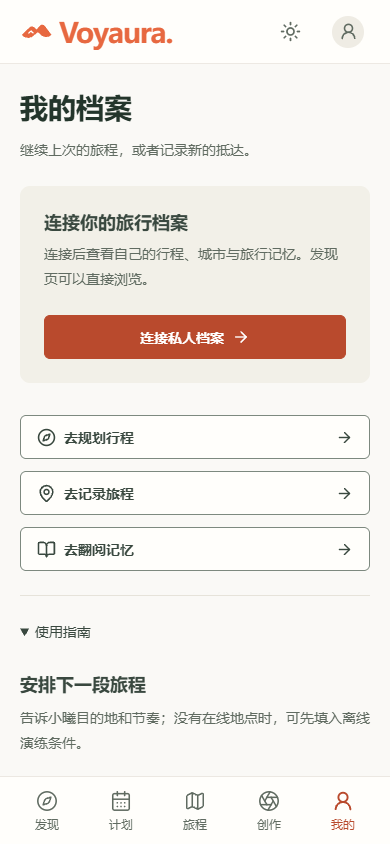 Voyaura.
我的档案
继续上次的旅程，或者记录新的抵达。
连接你的旅行档案
连接后查看自己的行程、城市与旅行记忆。发现
页可以直接浏览。
连接私人档案
去规划行程
去记录旅程
去翻阅记忆
使用指南
安排下一段旅程
告诉小曦目的地和节奏；没有在线地点时，可先填入离线
演练条件。
发现
计划
旅程
创作
我的